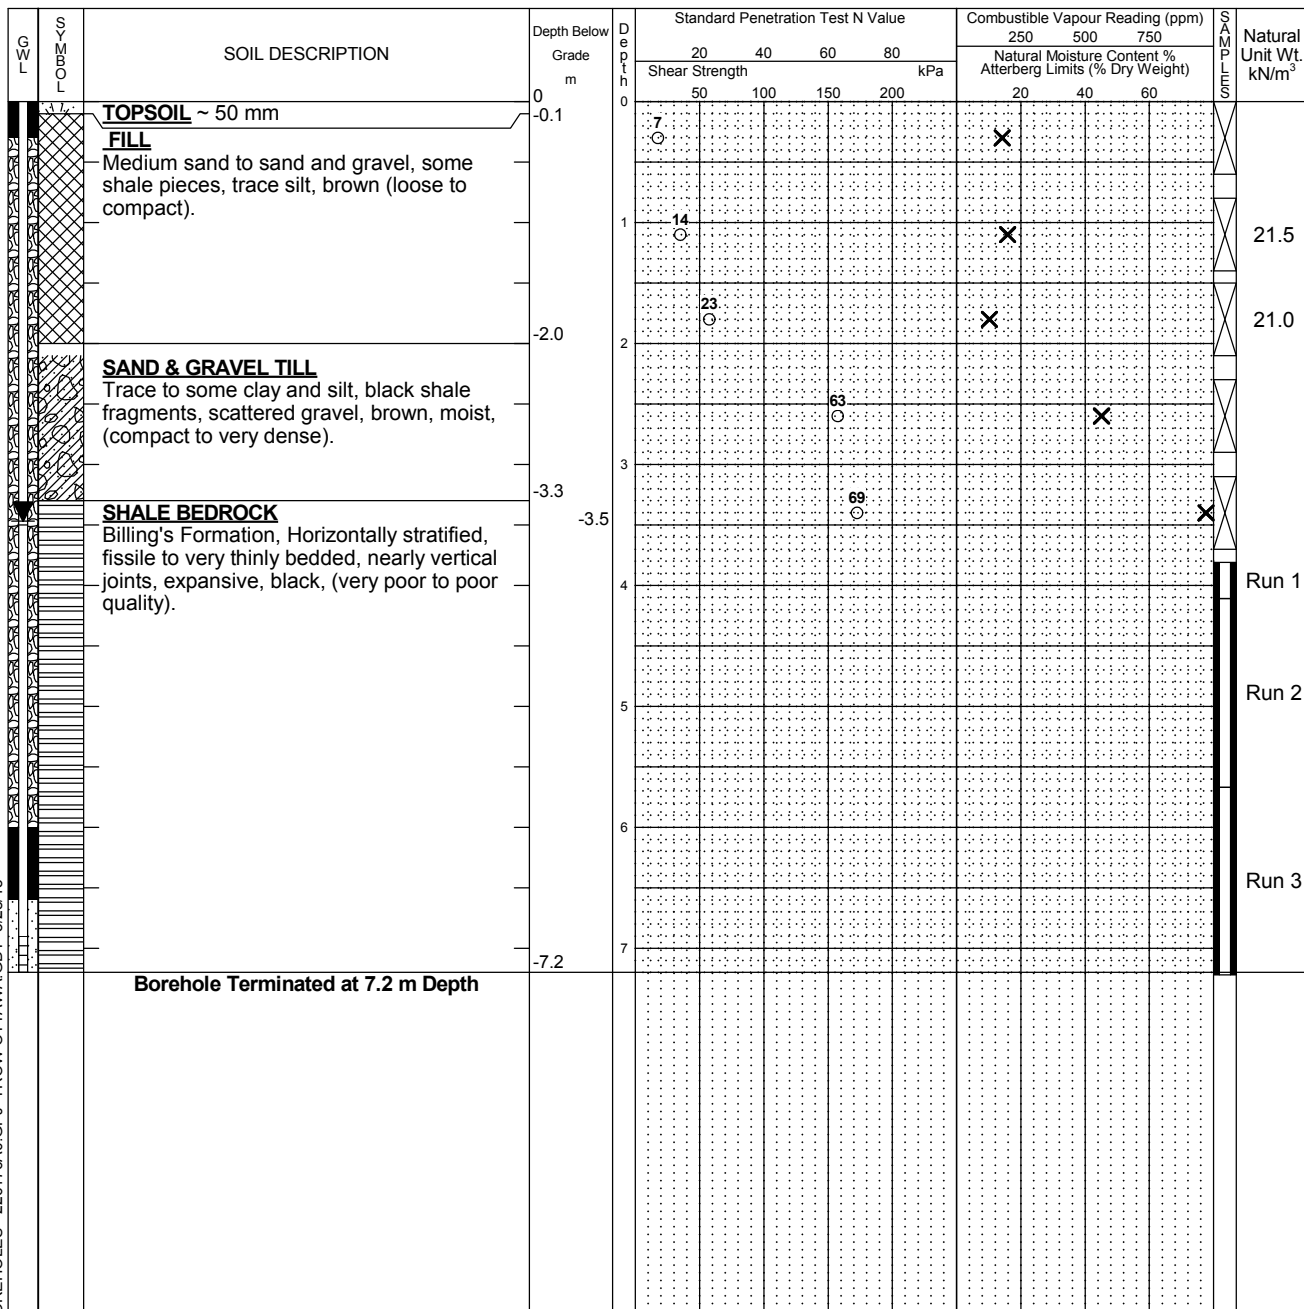 GWL
SYMBOL
SOIL DESCRIPTION
Depth Below
Grade
m
Depth
Standard Penetration Test N Value
20 40 60 80
Shear Strength kPa
50 100 150 200
Combustible Vapour Reading (ppm)
250 500 750
Natural Moisture Content %
Atterberg Limits (% Dry Weight)
20 40 60
SAMPLES
Natural
Unit Wt.
kN/m³
0
0
TOPSOIL ~ 50 mm
-0.1
FILL
Medium sand to sand and gravel, some
shale pieces, trace silt, brown (loose to
compact).
7
1
14
21.5
23
21.0
-2.0
2
SAND & GRAVEL TILL
Trace to some clay and silt, black shale
fragments, scattered gravel, brown, moist,
(compact to very dense).
63
3
-3.3
69
SHALE BEDROCK
-3.5
Billing's Formation, Horizontally stratified,
fissile to very thinly bedded, nearly vertical
joints, expansive, black, (very poor to poor
quality).
4
Run 1
Run 2
5
6
Run 3
7
-7.2
Borehole Terminated at 7.2 m Depth